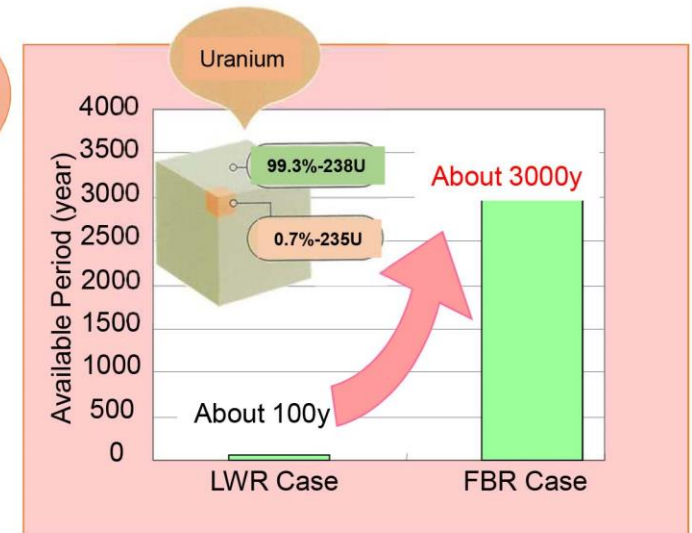 Uranium
4000
3500
3000
2500
2000
1500
1000
500
0
Available Period (year)
99.3%-238U
0.7%-235U
About 3000y
About 100y
LWR Case
FBR Case